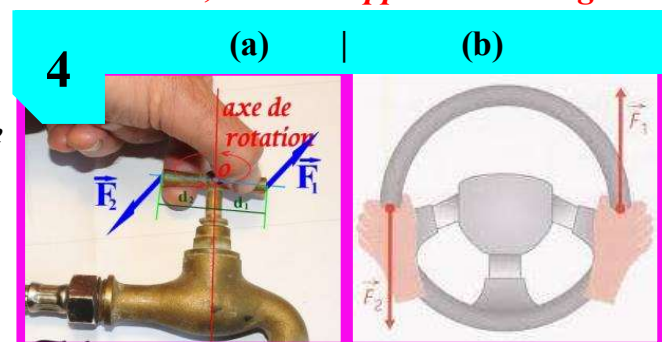 4
(a) | (b)
axe de
rotation
o
F₁
F₂
d₂
d₁
F₁
F₂